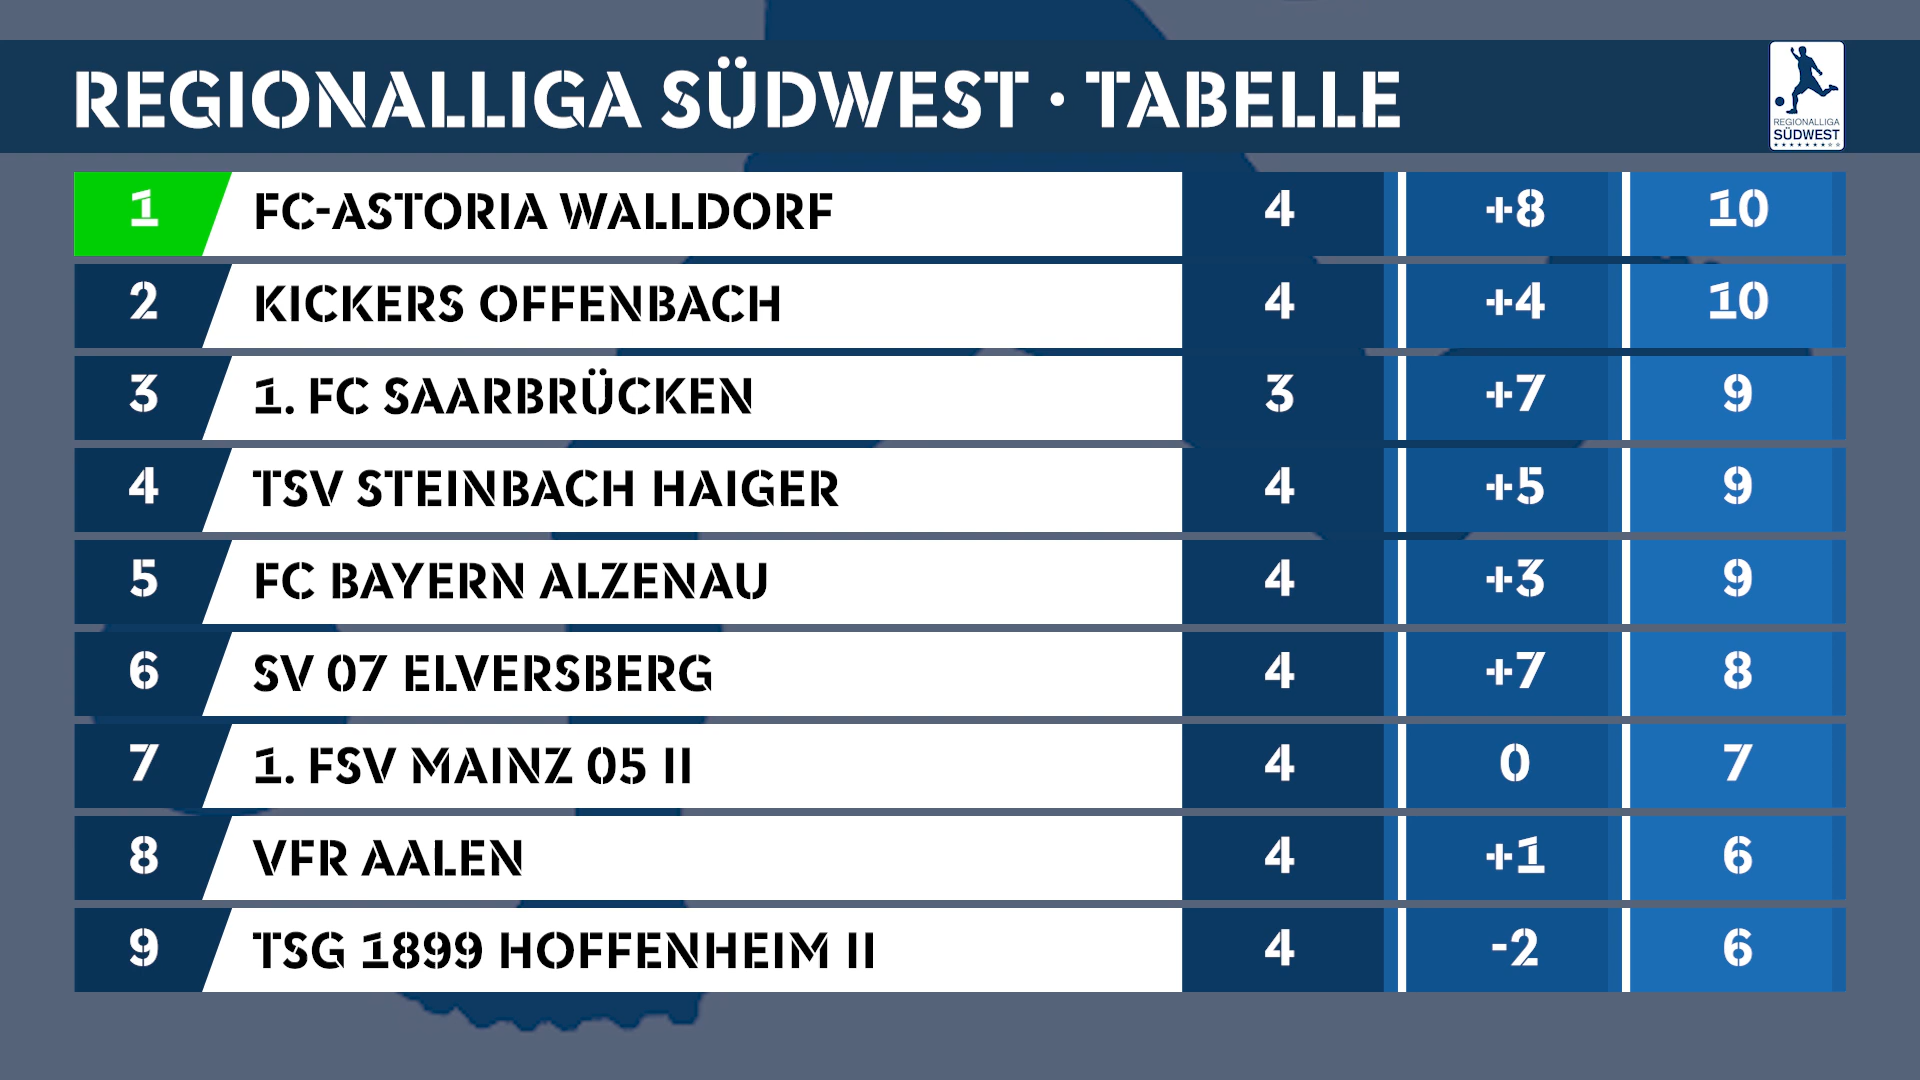 REGIONALLIGA SÜDWEST · TABELLE
REGIONALLIGA
SÜDWEST
1 FC-ASTORIA WALLDORF 4 +8 10
2 KICKERS OFFENBACH 4 +4 10
3 1. FC SAARBRÜCKEN 3 +7 9
4 TSV STEINBACH HAIGER 4 +5 9
5 FC BAYERN ALZENAU 4 +3 9
6 SV 07 ELVERSBERG 4 +7 8
7 1. FSV MAINZ 05 II 4 0 7
8 VFR AALEN 4 +1 6
9 TSG 1899 HOFFENHEIM II 4 -2 6